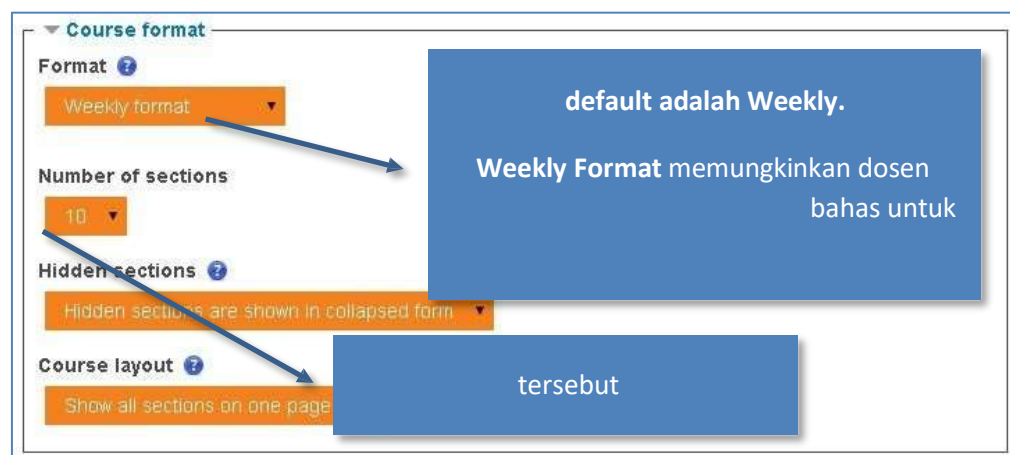 Course format
Format
Weekly format
default adalah Weekly.
Weekly Format memungkinkan dosen
bahas untuk
Number of sections
10
Hidden sections
Hidden sections are shown in collapsed form
Course layout
Show all sections on one page
tersebut